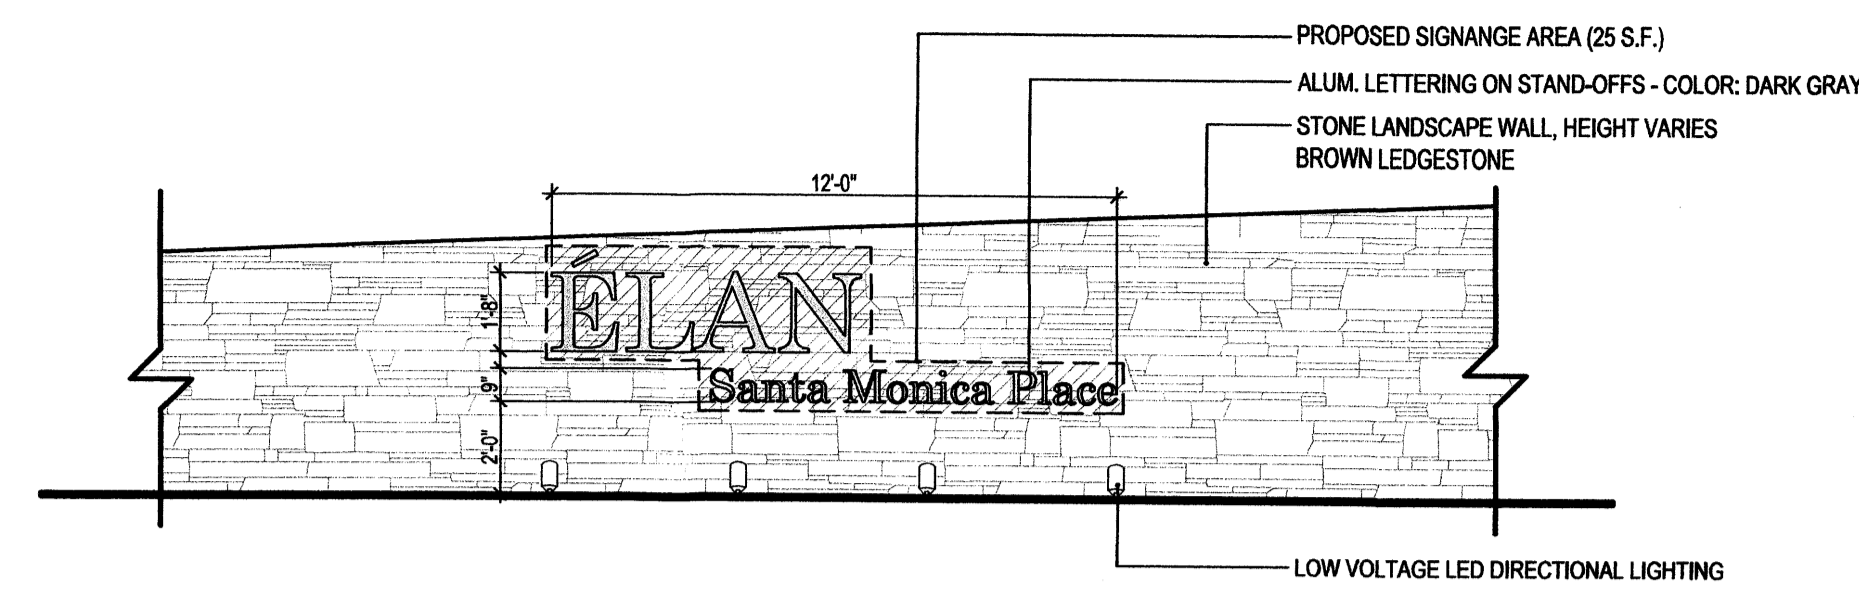 PROPOSED SIGNANGE AREA (25 S.F.)
ALUM. LETTERING ON STAND-OFFS - COLOR: DARK GRAY
STONE LANDSCAPE WALL, HEIGHT VARIES
BROWN LEDGESTONE
12'-0"
1'-8"
ÉLAN
9"
Santa Monica Place
2'-0"
LOW VOLTAGE LED DIRECTIONAL LIGHTING